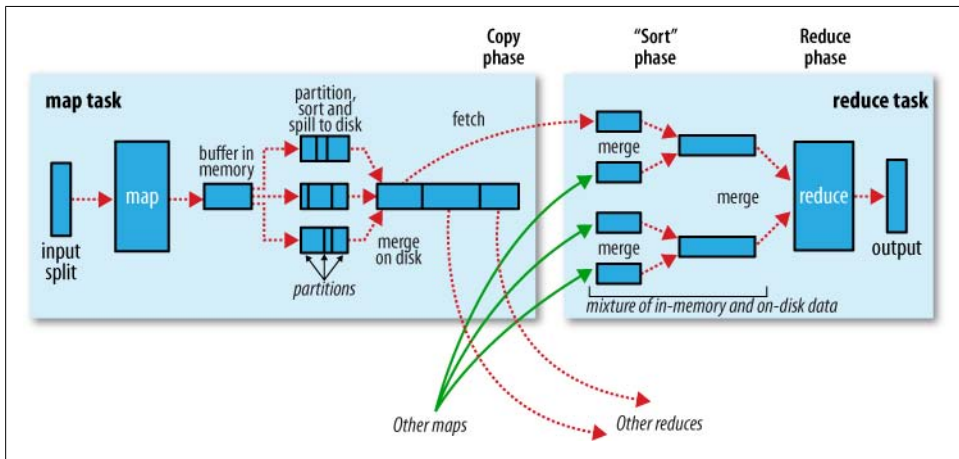 Copy
phase
“Sort”
phase
Reduce
phase
map task
partition,
sort and
spill to disk
fetch
reduce task
buffer in
memory
map
merge
merge
reduce
input
split
merge
on disk
merge
output
partitions
mixture of in-memory and on-disk data
Other maps
Other reduces